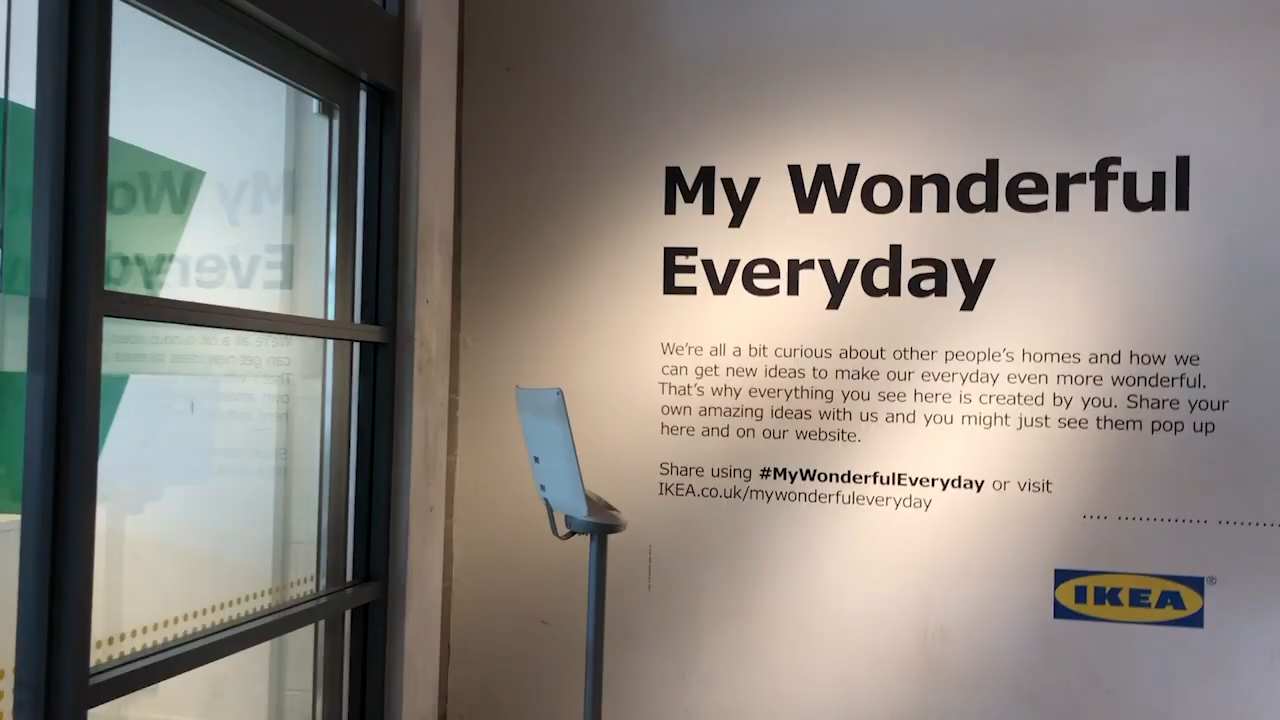 My Wonderful
Everyday
We're all a bit curious about other people's homes and how we
can get new ideas to make our everyday even more wonderful.
That's why everything you see here is created by you. Share your
own amazing ideas with us and you might just see them pop up
here and on our website.
Share using #MyWonderfulEveryday or visit
IKEA.co.uk/mywonderfuleveryday
IKEA®